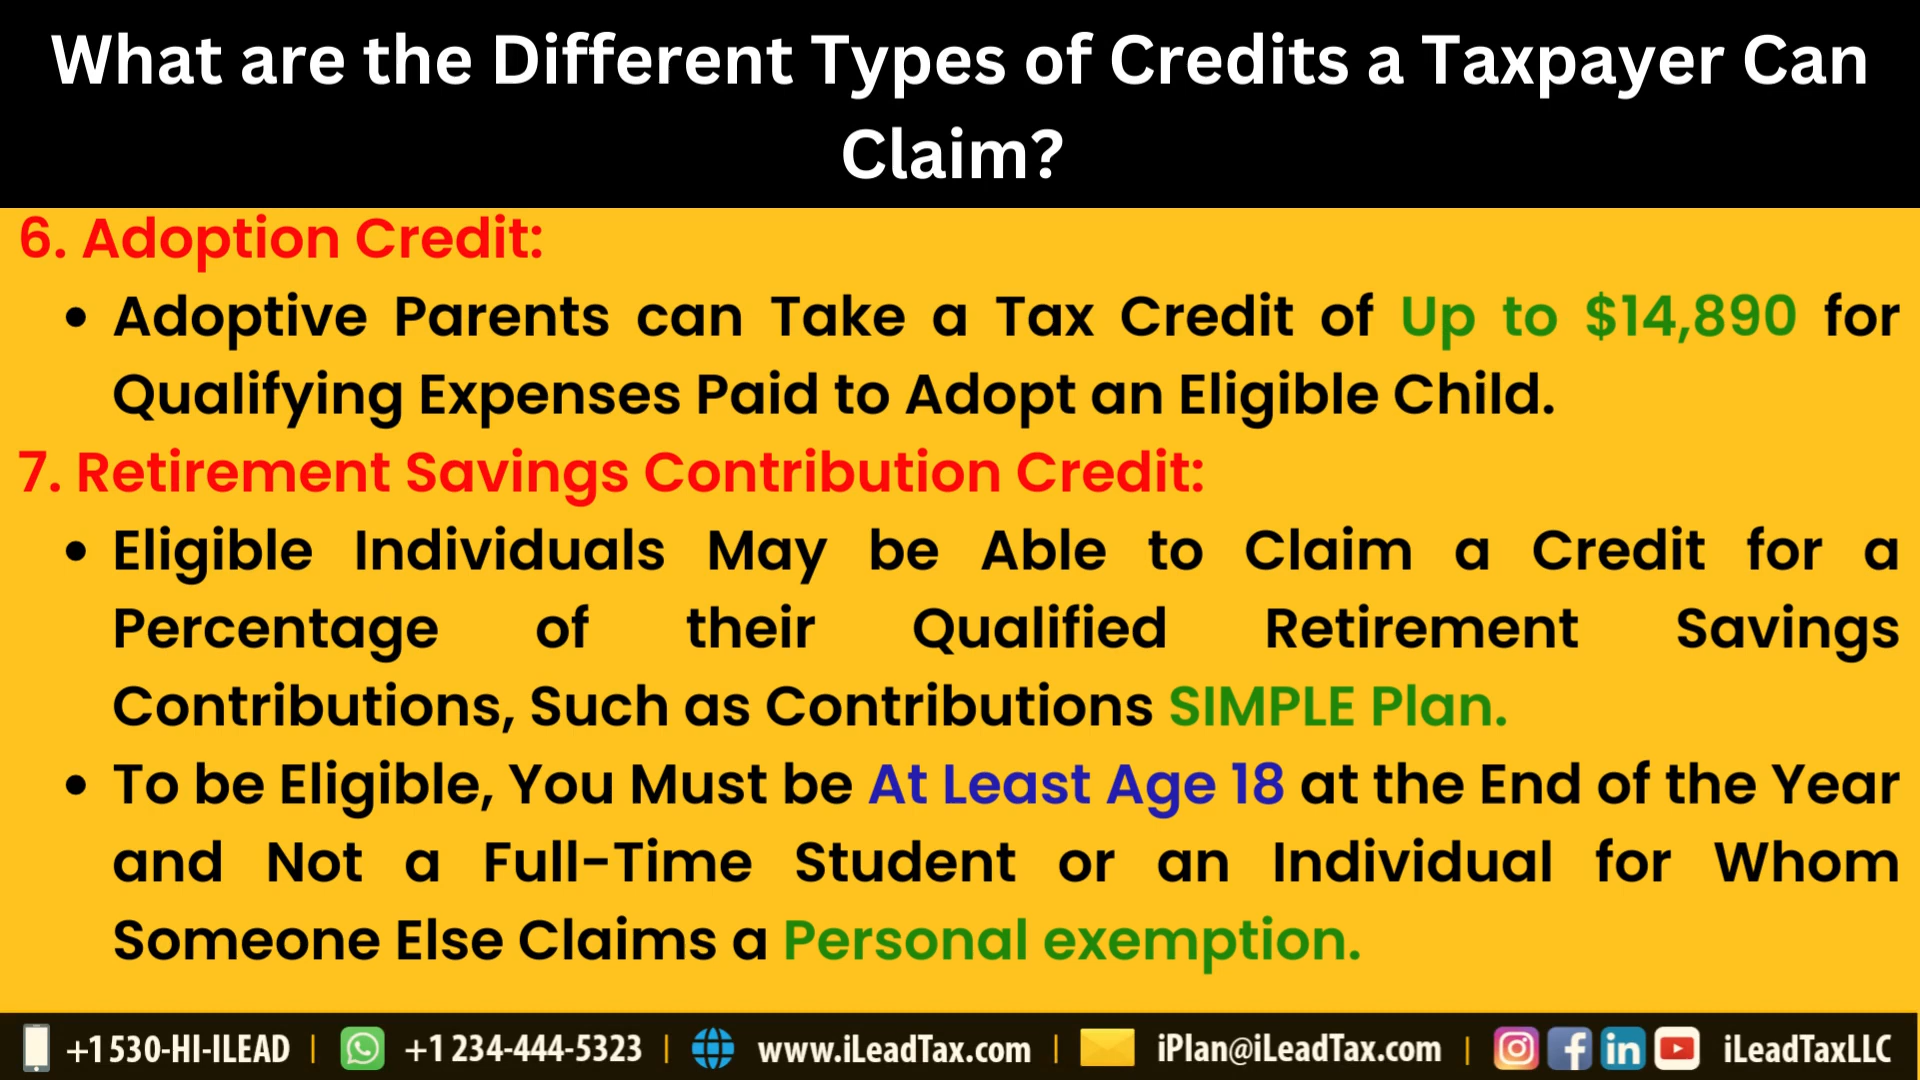 What are the Different Types of Credits a Taxpayer Can
Claim?
6. Adoption Credit:
• Adoptive Parents can Take a Tax Credit of Up to $14,890 for
Qualifying Expenses Paid to Adopt an Eligible Child.
7. Retirement Savings Contribution Credit:
• Eligible Individuals May be Able to Claim a Credit for a
Percentage of their Qualified Retirement Savings
Contributions, Such as Contributions SIMPLE Plan.
• To be Eligible, You Must be At Least Age 18 at the End of the Year
and Not a Full-Time Student or an Individual for Whom
Someone Else Claims a Personal exemption.
+1 530-HI-ILEAD | +1 234-444-5323 | www.iLeadTax.com | iPlan@iLeadTax.com | iLeadTaxLLC